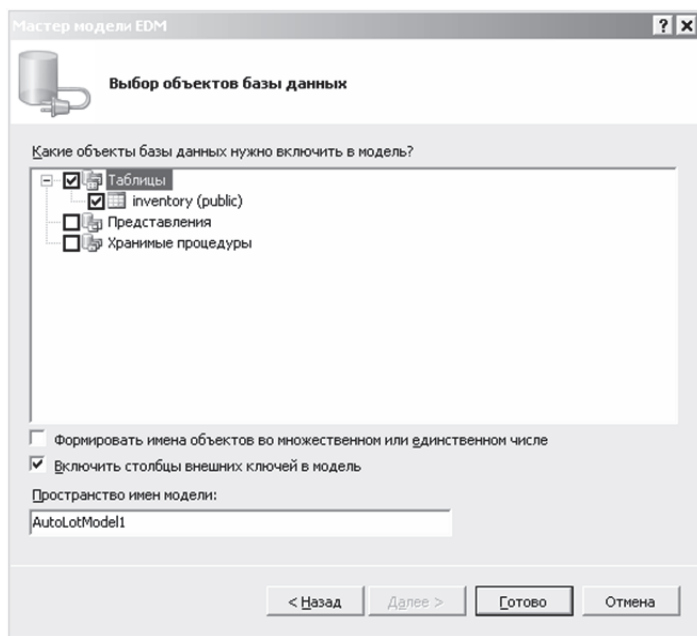 Мастер модели EDM
Выбор объектов базы данных
Какие объекты базы данных нужно включить в модель?
Таблицы
inventory (public)
Представления
Хранимые процедуры
Формировать имена объектов во множественном или единственном числе
Включить столбцы внешних ключей в модель
Пространство имен модели:
AutoLotModel1
< Назад
Далее >
Готово
Отмена